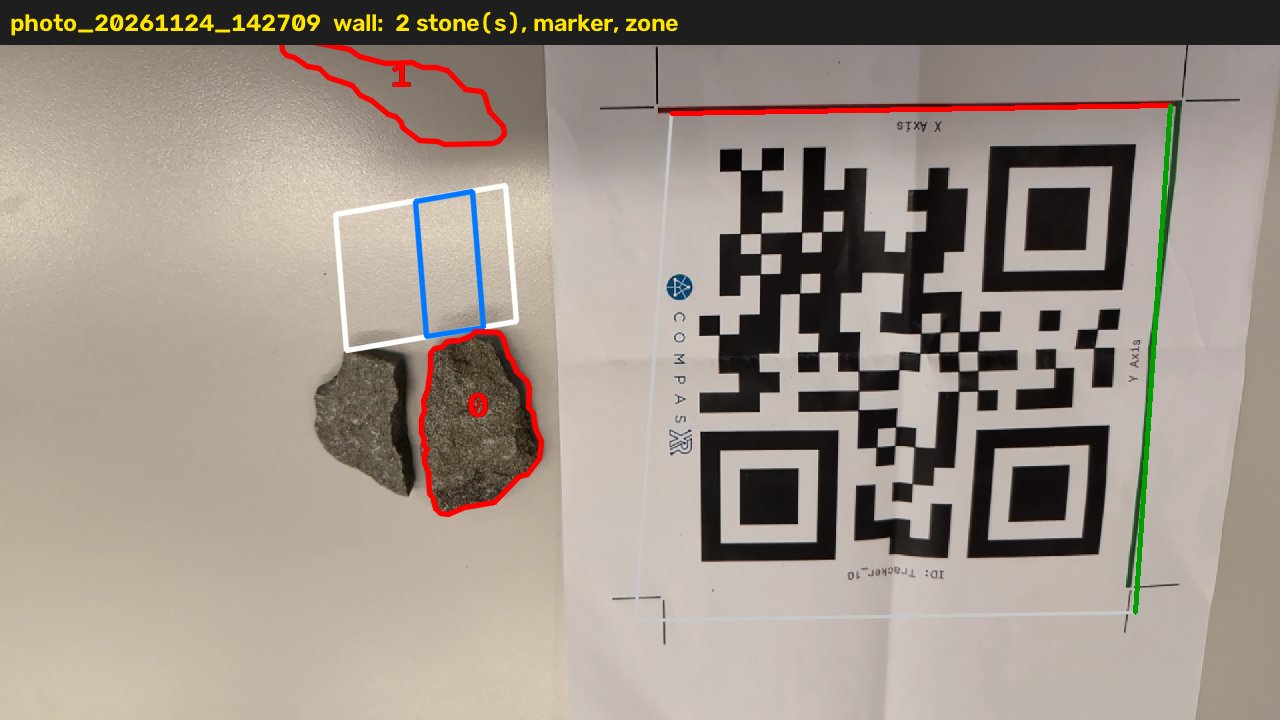 photo_20261124_142709 wall: 2 stone(s), marker, zone
1
X Axis
COMPAS XR
Y Axis
0
ID: Tracker_10